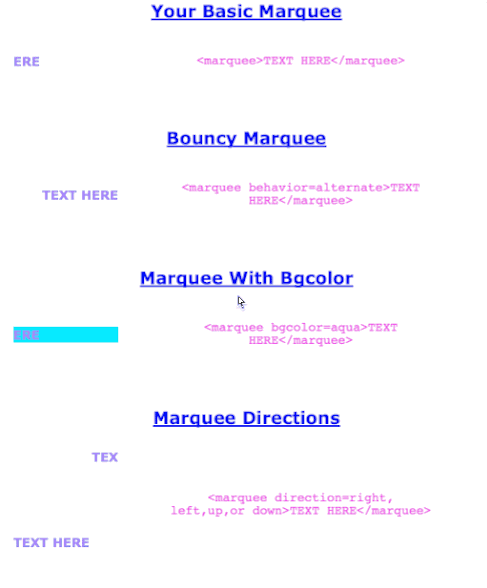 Your Basic Marquee
ERE
<marquee>TEXT HERE</marquee>
Bouncy Marquee
TEXT HERE
<marquee behavior=alternate>TEXT
HERE</marquee>
Marquee With Bgcolor
ERE
<marquee bgcolor=aqua>TEXT
HERE</marquee>
Marquee Directions
TEX
<marquee direction=right,
left,up,or down>TEXT HERE</marquee>
TEXT HERE